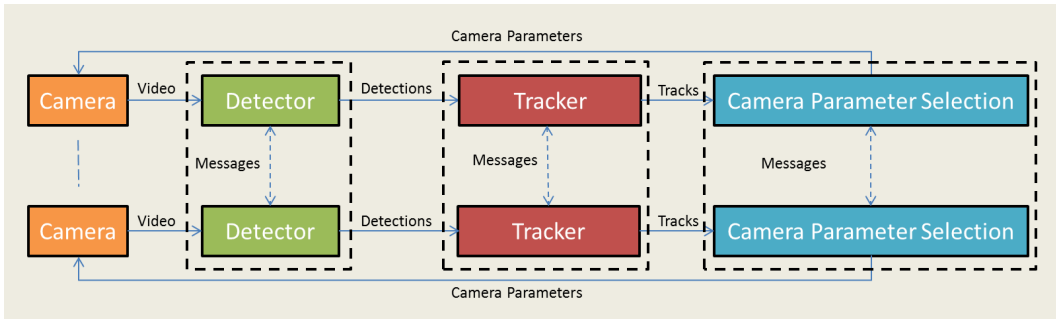 Camera Parameters
Camera
Video
Detector
Detections
Tracker
Tracks
Camera Parameter Selection
Messages
Messages
Messages
Camera
Video
Detector
Detections
Tracker
Tracks
Camera Parameter Selection
Camera Parameters